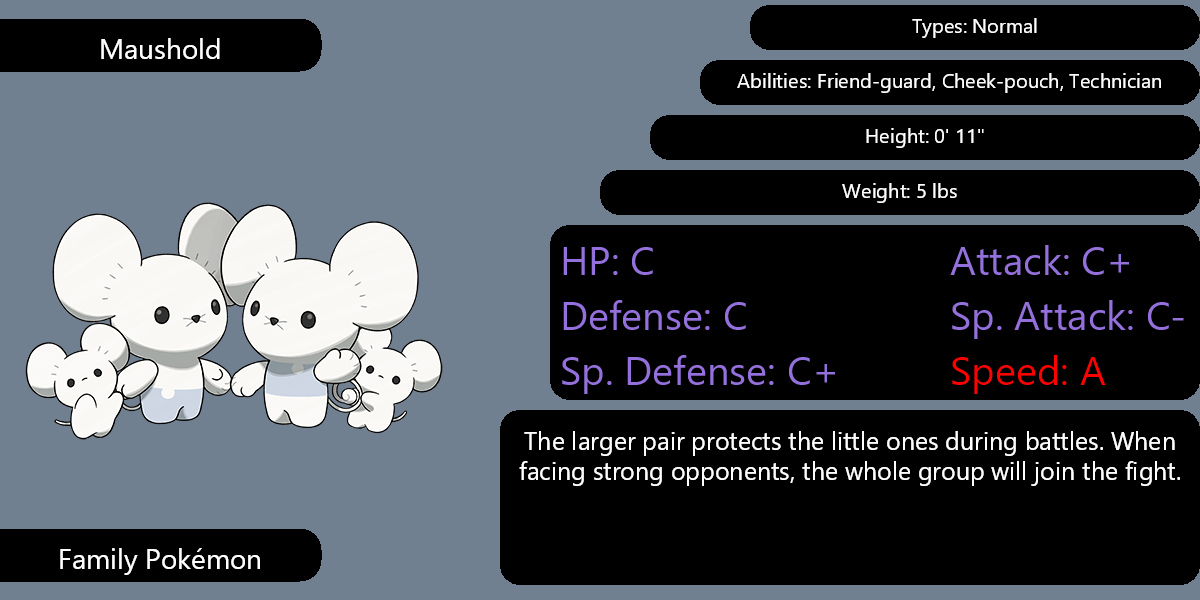 Maushold
Types: Normal
Abilities: Friend-guard, Cheek-pouch, Technician
Height: 0' 11"
Weight: 5 lbs
HP: C
Attack: C+
Defense: C
Sp. Attack: C-
Sp. Defense: C+
Speed: A
The larger pair protects the little ones during battles. When
facing strong opponents, the whole group will join the fight.
Family Pokémon